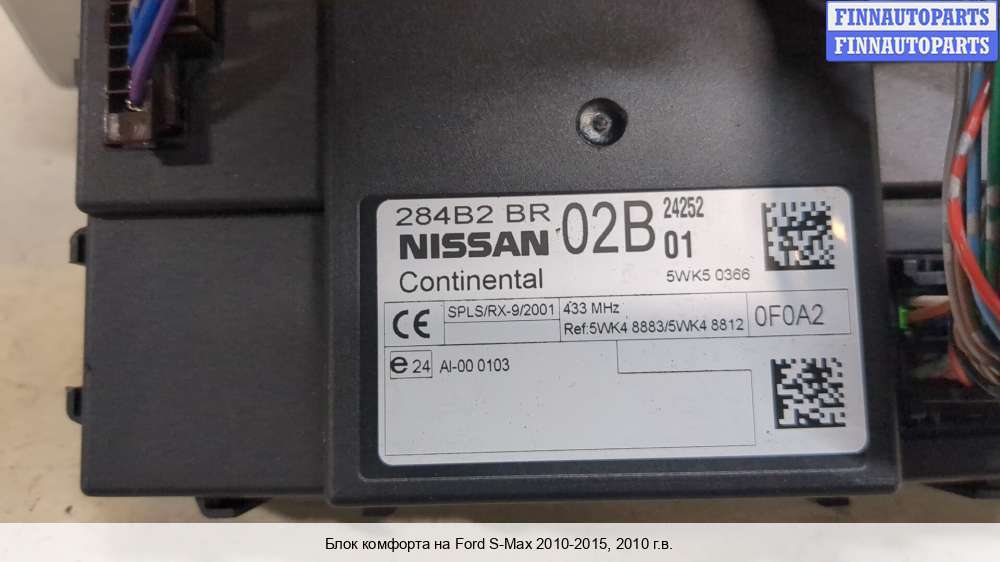 FINNAUTOPARTS
FINNAUTOPARTS
284B2 BR 02B 24252
NISSAN 01
Continental 5WK5 0366
CE SPLS/RX-9/2001 433 MHz 0F0A2
Ref:5WK4 8883/5WK4 8812
e 24 AI-00 0103
Блок комфорта на Ford S-Max 2010-2015, 2010 г.в.